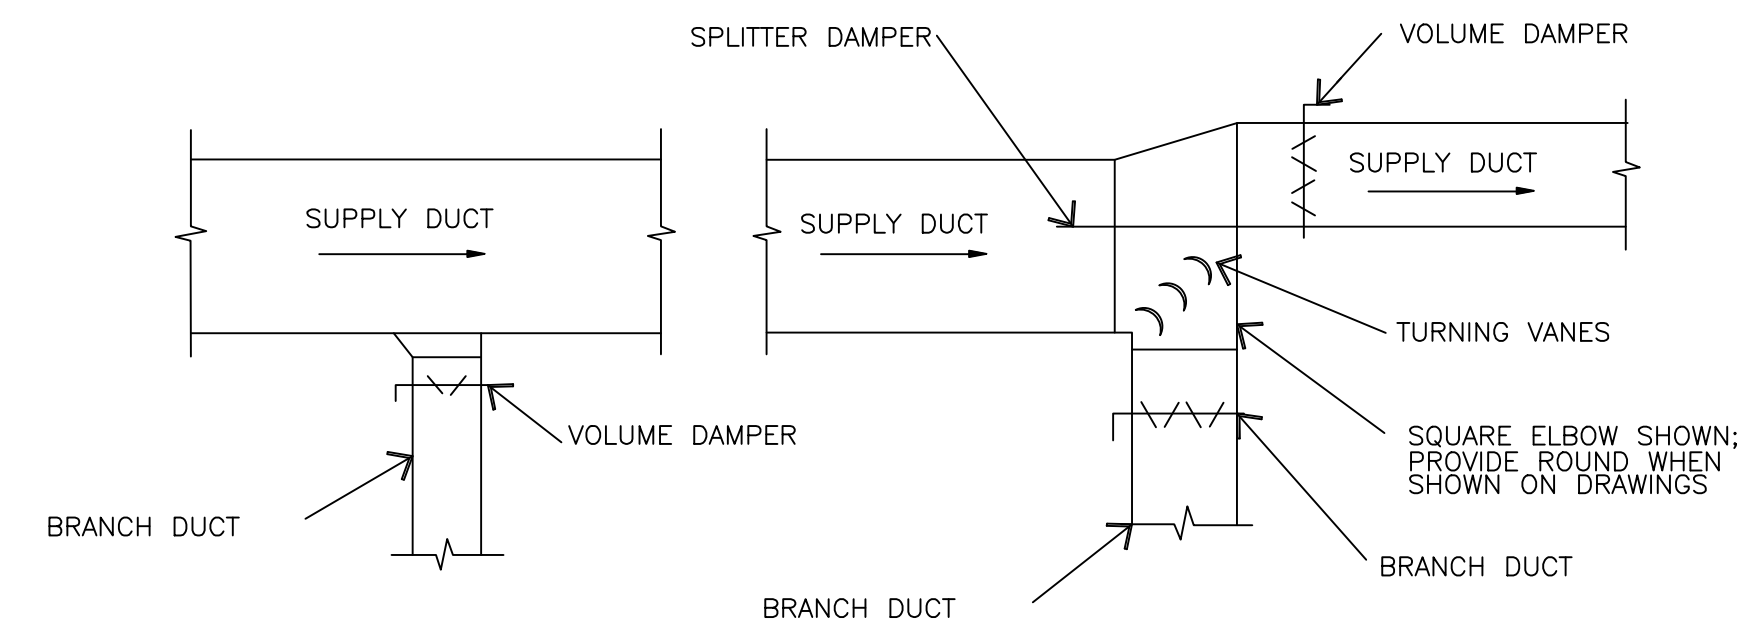 SPLITTER DAMPER
VOLUME DAMPER
SUPPLY DUCT
SUPPLY DUCT
SUPPLY DUCT
TURNING VANES
VOLUME DAMPER
SQUARE ELBOW SHOWN;
PROVIDE ROUND WHEN
SHOWN ON DRAWINGS
BRANCH DUCT
BRANCH DUCT
BRANCH DUCT